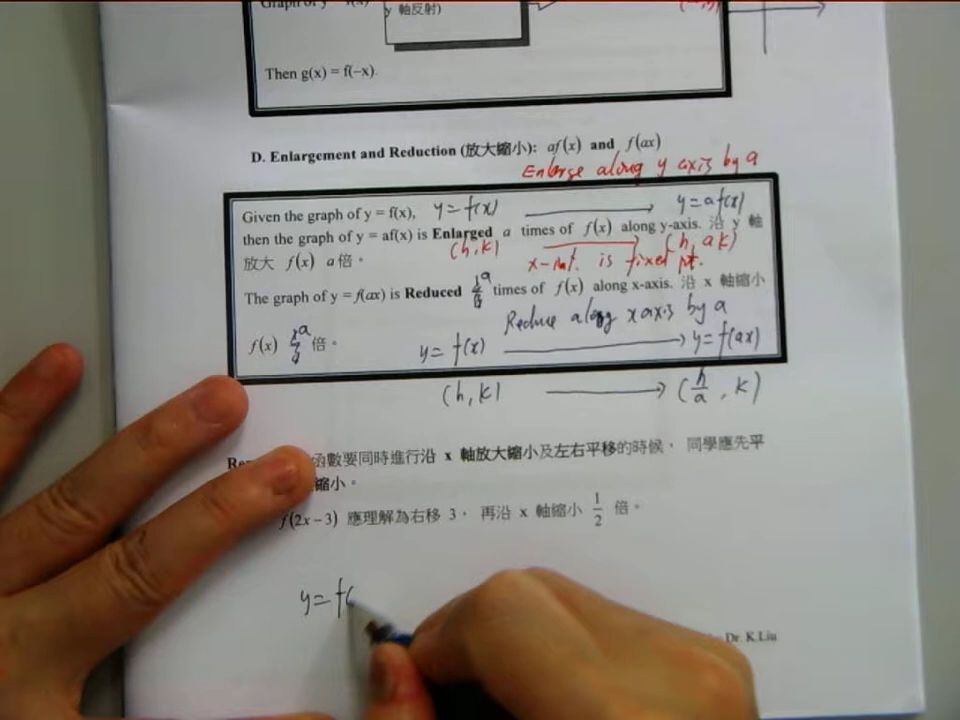 Graph of y = f(x)
y 軸反射)
Then g(x) = f(−x).
D. Enlargement and Reduction (放大縮小): af(x) and f(ax)
Enlarge along y axis by a
Given the graph of y = f(x), y = f(x) → y = af(x)
then the graph of y = af(x) is Enlarged a times of f(x) along y-axis. 沿 y 軸
(h, k) → (h, ak)
放大 f(x) a倍。 x-int. is fixed pt.
The graph of y = f(ax) is Reduced a times of f(x) along x-axis. 沿 x 軸縮小
Reduce along x axis by a
f(x) a 倍。 y = f(x) → y = f(ax)
(h, k) → (h/a, k)
函數要同時進行沿 x 軸放大縮小及左右平移的時候， 同學應先平
縮小。
f(2x − 3) 應理解為右移 3， 再沿 x 軸縮小 1/2 倍。
y = f(
Dr. K.Liu